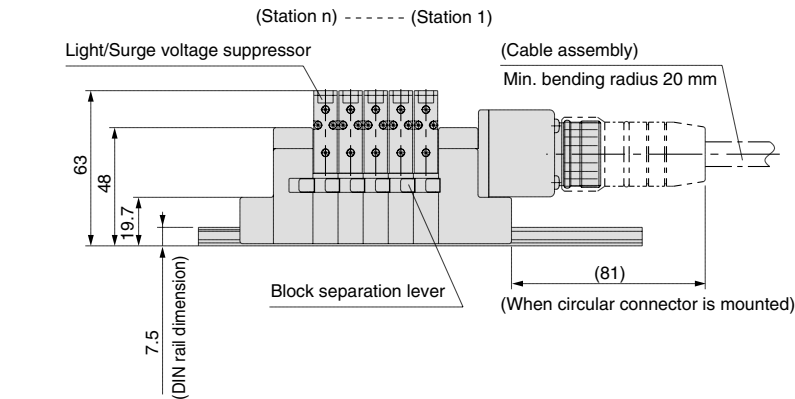 (Station n) ------ (Station 1)
Light/Surge voltage suppressor
(Cable assembly)
Min. bending radius 20 mm
63
48
19.7
7.5
(DIN rail dimension)
Block separation lever
(81)
(When circular connector is mounted)